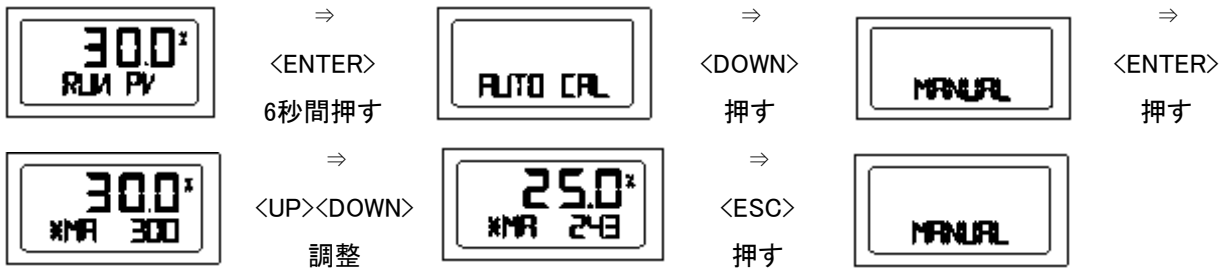 ⇒ ⇒ ⇒
30.0% <ENTER> <DOWN> <ENTER>
RUN PV 6秒間押す AUTO CAL 押す MANUAL 押す
⇒ ⇒
30.0% <UP><DOWN> 25.0% <ESC>
*MA 300 調整 *MA 243 押す MANUAL